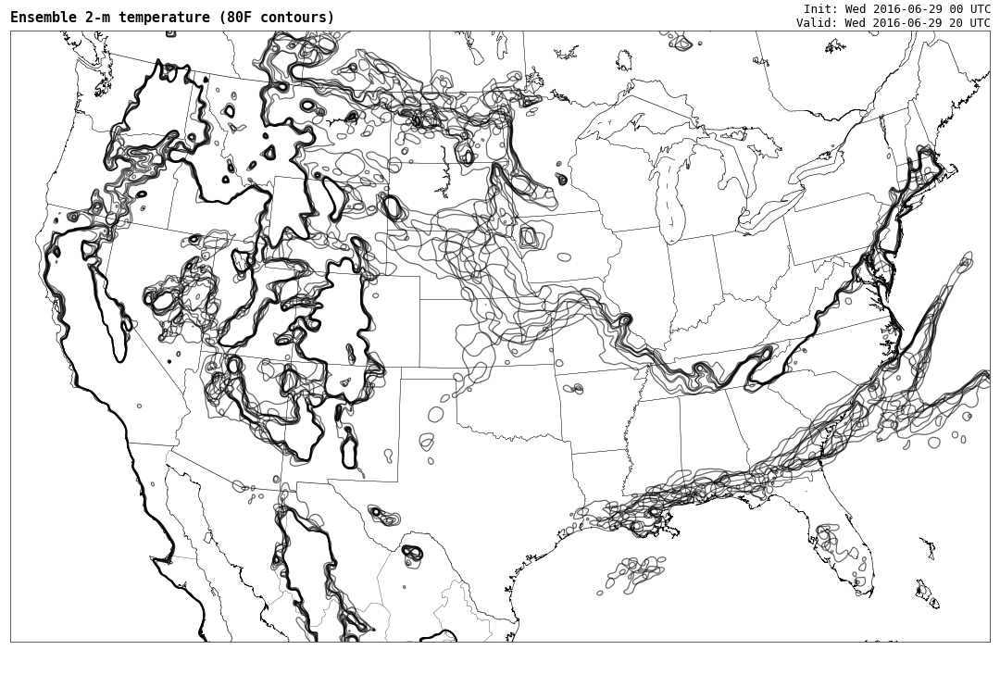 Ensemble 2-m temperature (80F contours)
Init: Wed 2016-06-29 00 UTC
Valid: Wed 2016-06-29 20 UTC